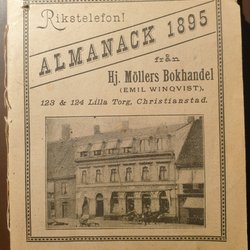 Rikstelefon!
ALMANACK 1895
från
Hj. Möllers Bokhandel
(EMIL WINQVIST),
123 & 124 Lilla Torg, Christianstad.